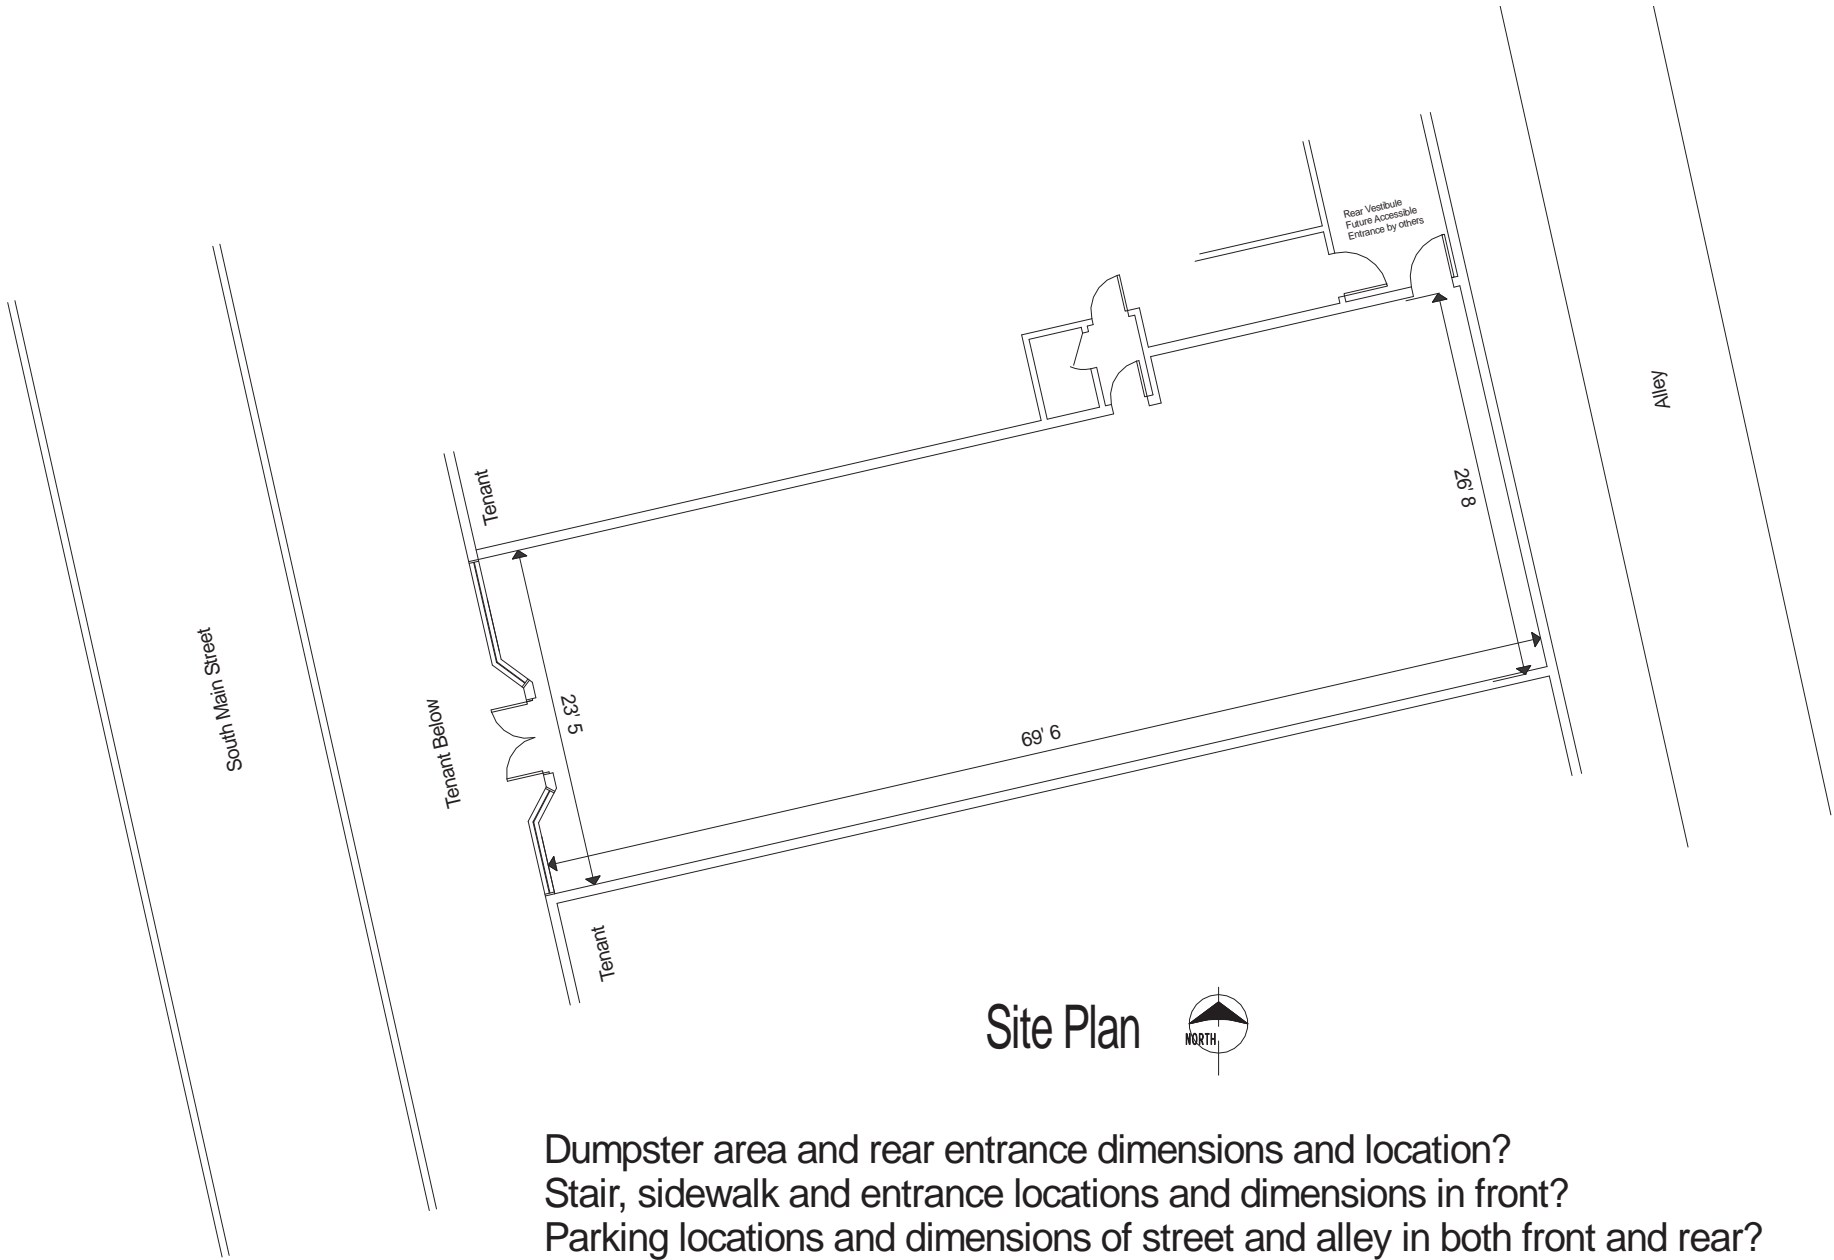 Rear Vestibule
Future Accessible
Entrance by others
Alley
Tenant
26' 8
South Main Street
Tenant Below
23' 5
69' 6
Tenant
Site Plan
NORTH
Dumpster area and rear entrance dimensions and location?
Stair, sidewalk and entrance locations and dimensions in front?
Parking locations and dimensions of street and alley in both front and rear?